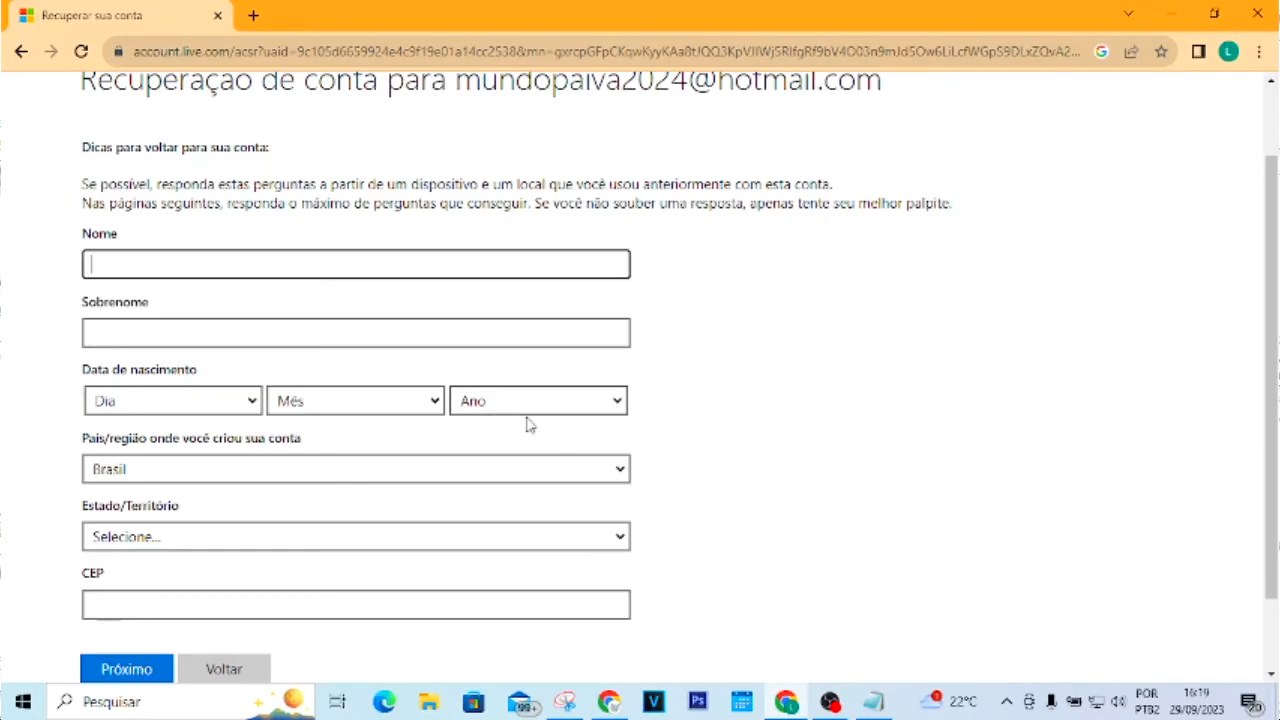 Recuperar sua conta
account.live.com/acsr?uaid=9c105d6659924e4c9f19e01a14cc2538&mn=
Recuperação de conta para mundopaiva2024@hotmail.com
Dicas para voltar para sua conta:
Se possível, responda estas perguntas a partir de um dispositivo e um local que você usou anteriormente com esta conta.
Nas páginas seguintes, responda o máximo de perguntas que conseguir. Se você não souber uma resposta, apenas tente seu melhor palpite.
Nome
Sobrenome
Data de nascimento
Dia Mês Ano
País/região onde você criou sua conta
Brasil
Estado/Território
Selecione...
CEP
Próximo Voltar
Pesquisar 99+ V Ps 22°C POR 16:19
PTB2 29/09/2023 20